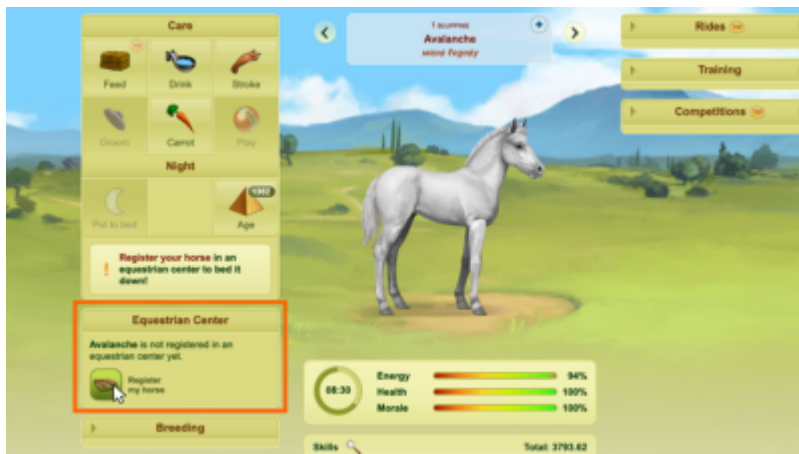 Care
Feed
Drink
Stroke
Groom
Carrot
Play
Night
Put to bed
Age
Register your horse in an
equestrian center to bed it
down!
Equestrian Center
Avalanche is not registered in an
equestrian center yet.
Register
my horse
Breeding
Avalanche
Rides
Training
Competitions
08:30
Energy
94%
Health
100%
Morale
100%
Skills
Total: 3793.62